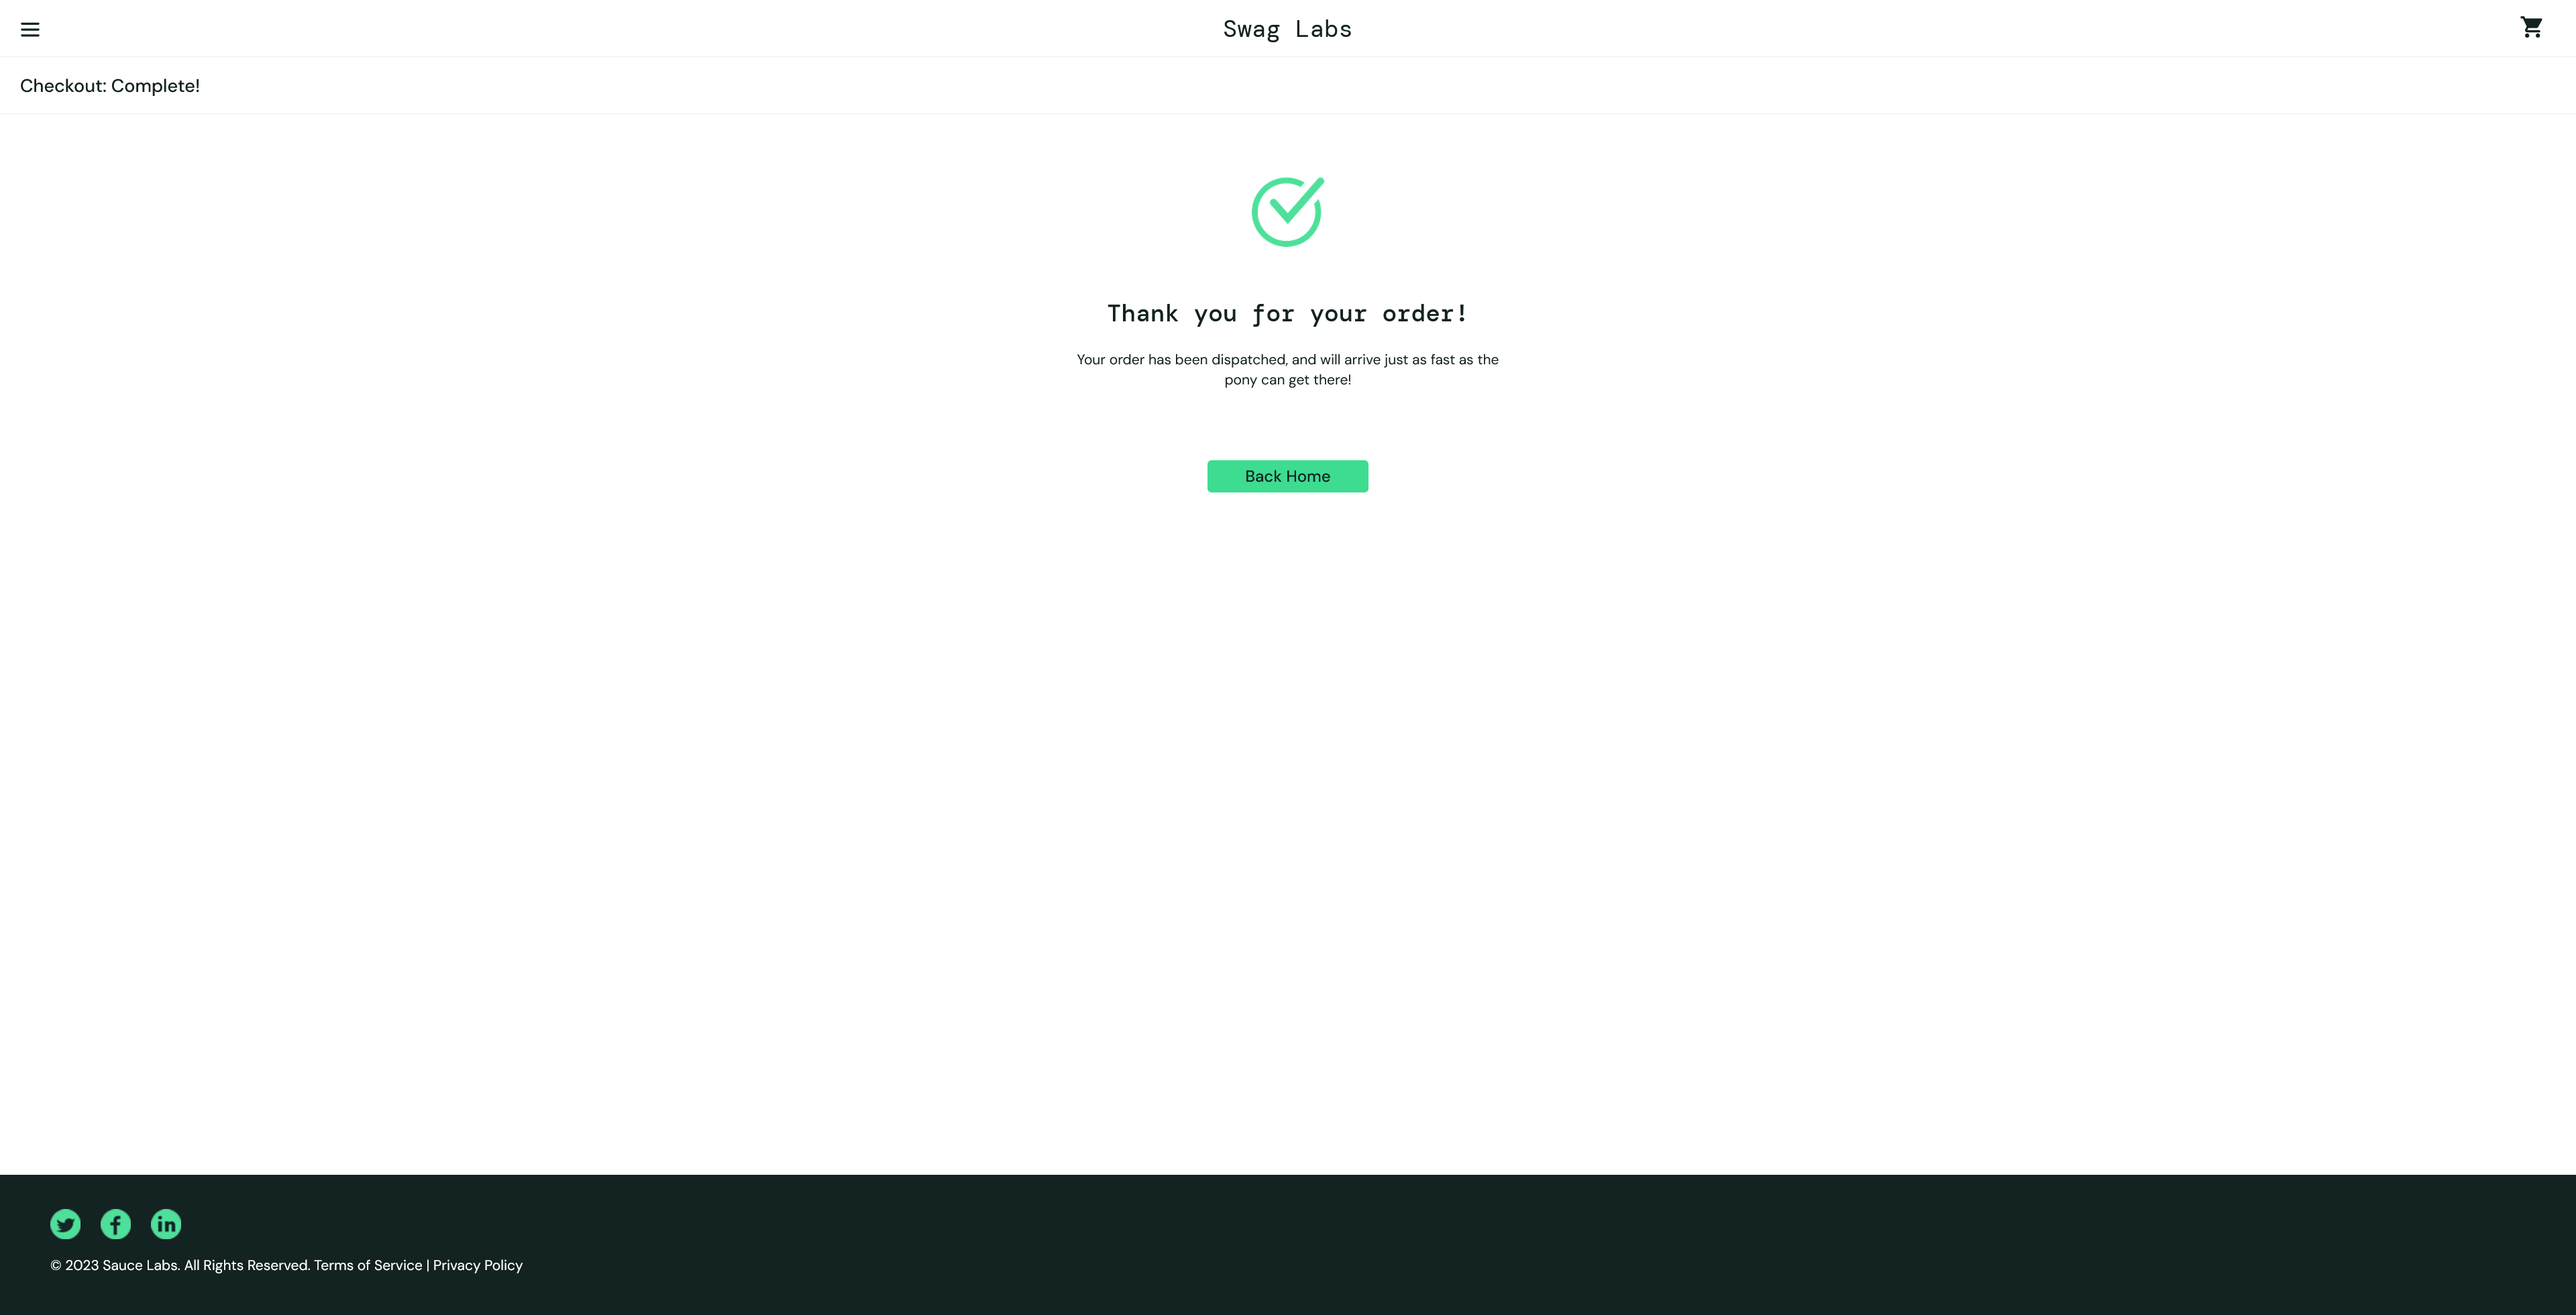 Swag Labs
Checkout: Complete!
Thank you for your order!
Your order has been dispatched, and will arrive just as fast as the
pony can get there!
Back Home
© 2023 Sauce Labs. All Rights Reserved. Terms of Service | Privacy Policy